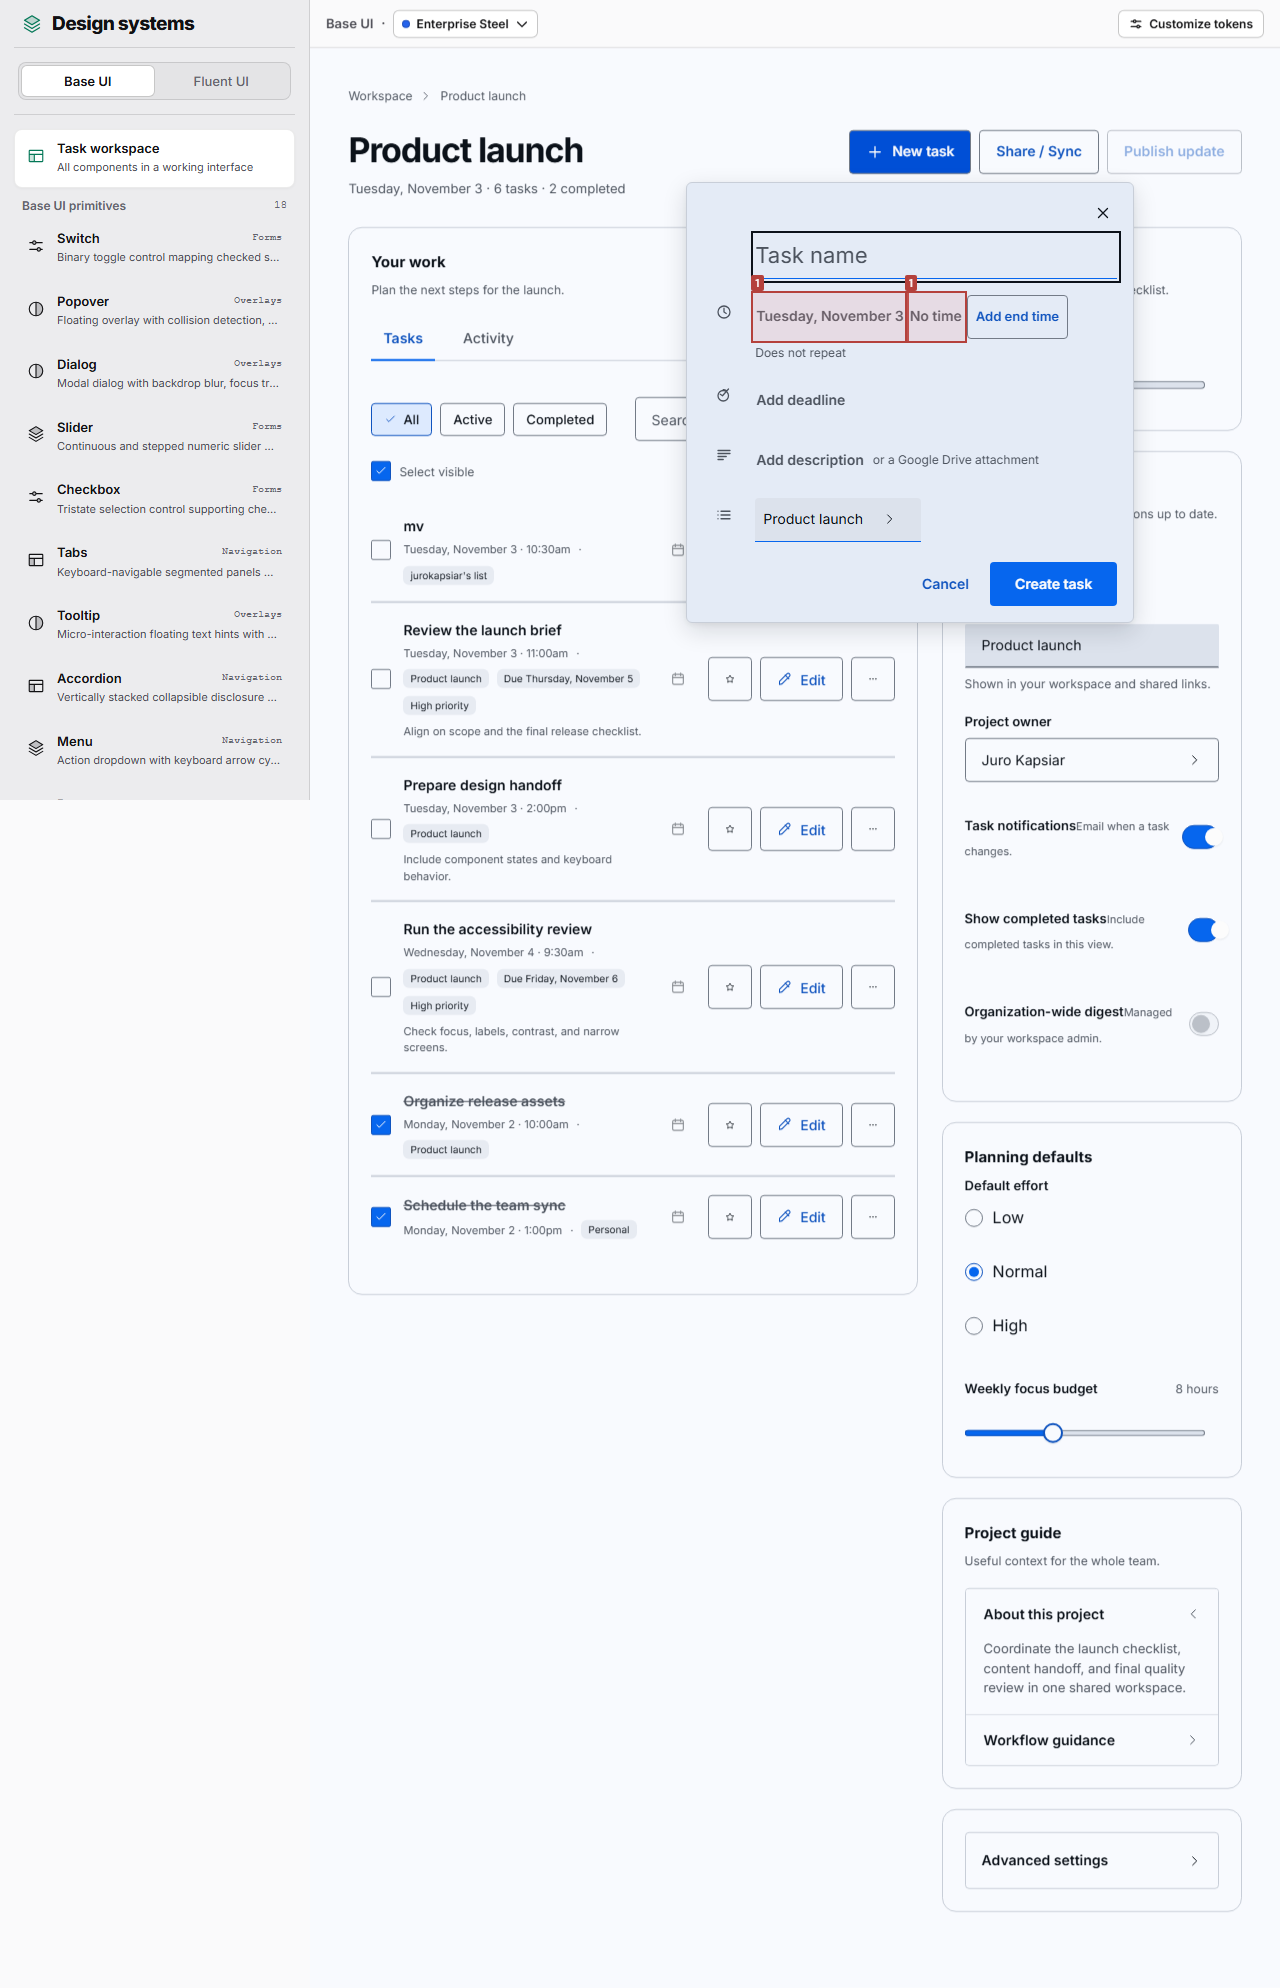 Design systems
Base UI
Fluent UI
Task workspace
All components in a working interface
Base UI primitives
18
Switch
Forms
Binary toggle control mapping checked s...
Popover
Overlays
Floating overlay with collision detection, ...
Dialog
Overlays
Modal dialog with backdrop blur, focus tr...
Slider
Forms
Continuous and stepped numeric slider ...
Checkbox
Forms
Tristate selection control supporting che...
Tabs
Navigation
Keyboard-navigable segmented panels ...
Tooltip
Overlays
Micro-interaction floating text hints with ...
Accordion
Navigation
Vertically stacked collapsible disclosure ...
Menu
Navigation
Action dropdown with keyboard arrow cy...
Base UI ·
Enterprise Steel
Customize tokens
Workspace
Product launch
Product launch
Tuesday, November 3 · 6 tasks · 2 completed
New task
Share / Sync
Publish update
Your work
Plan the next steps for the launch.
Tasks
Activity
All
Active
Completed
Searc
Select visible
mv
Tuesday, November 3 · 10:30am ·
jurokapsiar's list
Review the launch brief
Tuesday, November 3 · 11:00am ·
Product launch
Due Thursday, November 5
High priority
Align on scope and the final release checklist.
Edit
Prepare design handoff
Tuesday, November 3 · 2:00pm ·
Product launch
Include component states and keyboard
behavior.
Edit
Run the accessibility review
Wednesday, November 4 · 9:30am ·
Product launch
Due Friday, November 6
High priority
Check focus, labels, contrast, and narrow
screens.
Edit
Organize release assets
Monday, November 2 · 10:00am ·
Product launch
Edit
Schedule the team sync
Monday, November 2 · 1:00pm ·
Personal
Edit
Task name
1
1
Tuesday, November 3
No time
Add end time
Does not repeat
Add deadline
Add description
or a Google Drive attachment
Product launch
Cancel
Create task
cklist.
ons up to date.
Product launch
Shown in your workspace and shared links.
Project owner
Juro Kapsiar
Task notificationsEmail when a task
changes.
Show completed tasksInclude
completed tasks in this view.
Organization-wide digestManaged
by your workspace admin.
Planning defaults
Default effort
Low
Normal
High
Weekly focus budget
8 hours
Project guide
Useful context for the whole team.
About this project
Coordinate the launch checklist,
content handoff, and final quality
review in one shared workspace.
Workflow guidance
Advanced settings